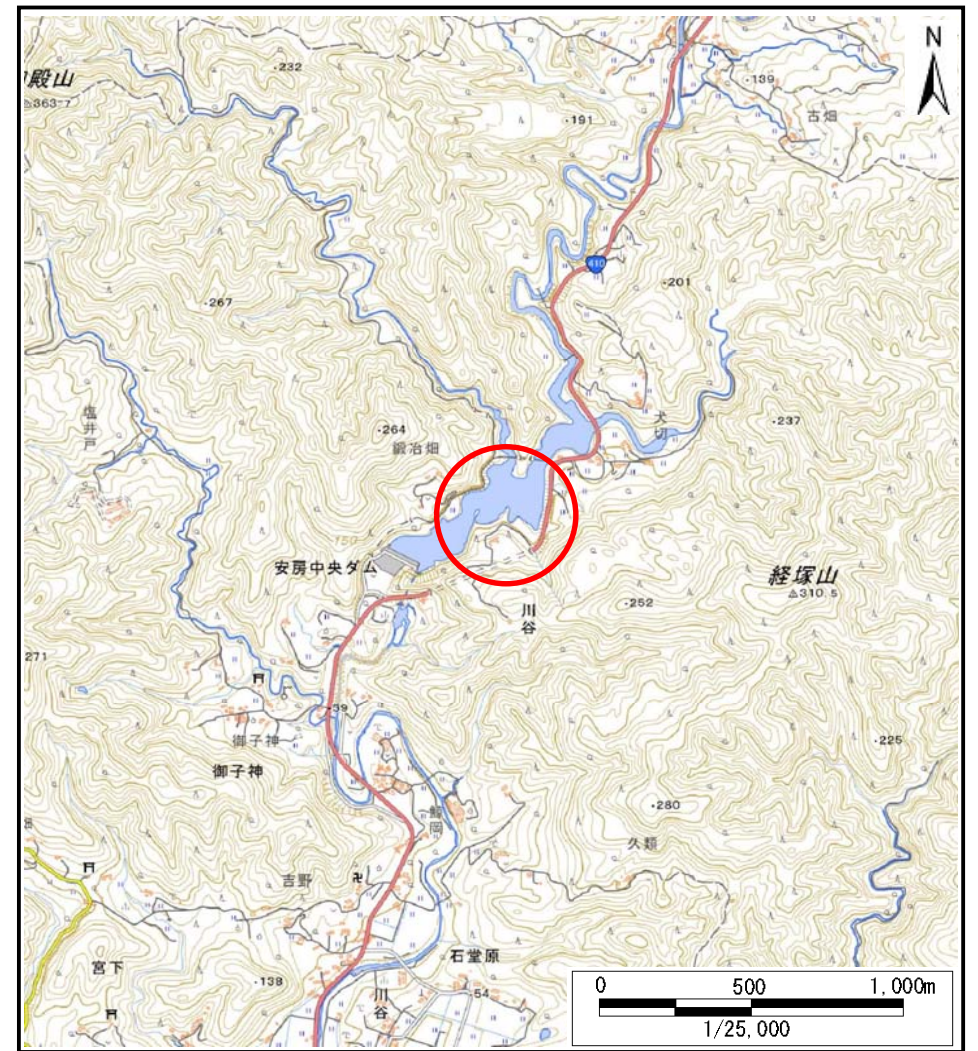 N
殿山
363.7
・232
・139
古畑
・191
410
・201
・267
塩井戸
・264
鍛冶畑
犬切
・237
150
安房中央ダム
経塚山
310.5
・252
川谷
271
・59
御子神
御子神
・225
・280
鯨岡
久類
吉野
石堂原
宮下
・138
川谷
・54
0 500 1,000m
1/25,000